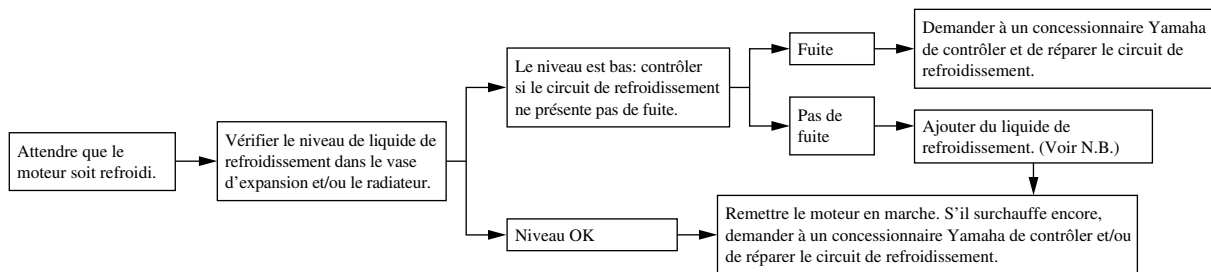 Attendre que le
moteur soit refroidi.
Vérifier le niveau de liquide de
refroidissement dans le vase
d'expansion et/ou le radiateur.
Le niveau est bas: contrôler
si le circuit de refroidissement
ne présente pas de fuite.
Fuite
Demander à un concessionnaire Yamaha
de contrôler et de réparer le circuit de
refroidissement.
Pas de
fuite
Ajouter du liquide de
refroidissement. (Voir N.B.)
Niveau OK
Remettre le moteur en marche. S'il surchauffe encore,
demander à un concessionnaire Yamaha de contrôler et/ou
de réparer le circuit de refroidissement.